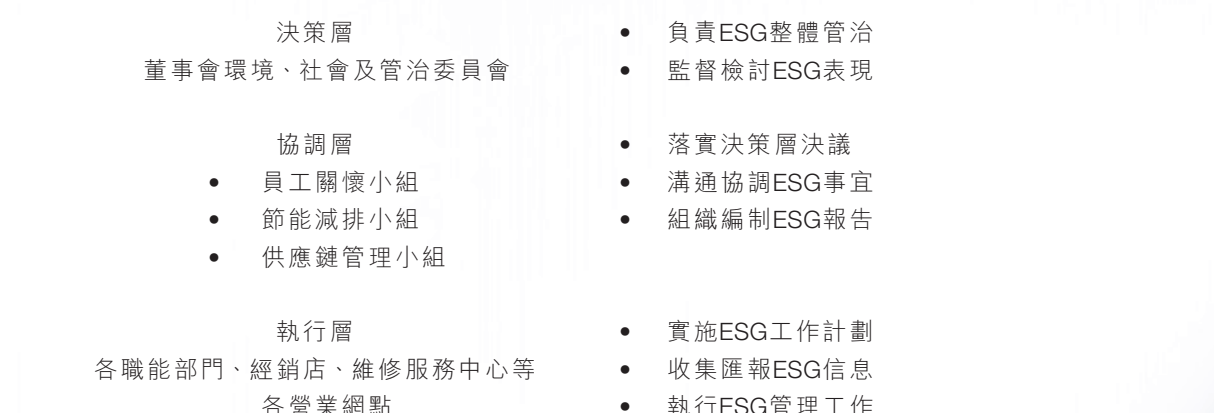 決策層
董事會環境、社會及管治委員會
• 負責ESG整體管治
• 監督檢討ESG表現
協調層
• 員工關懷小組
• 節能減排小組
• 供應鏈管理小組
• 落實決策層決議
• 溝通協調ESG事宜
• 組織編制ESG報告
執行層
各職能部門、經銷店、維修服務中心等
各營業網點
• 實施ESG工作計劃
• 收集匯報ESG信息
• 執行ESG管理工作